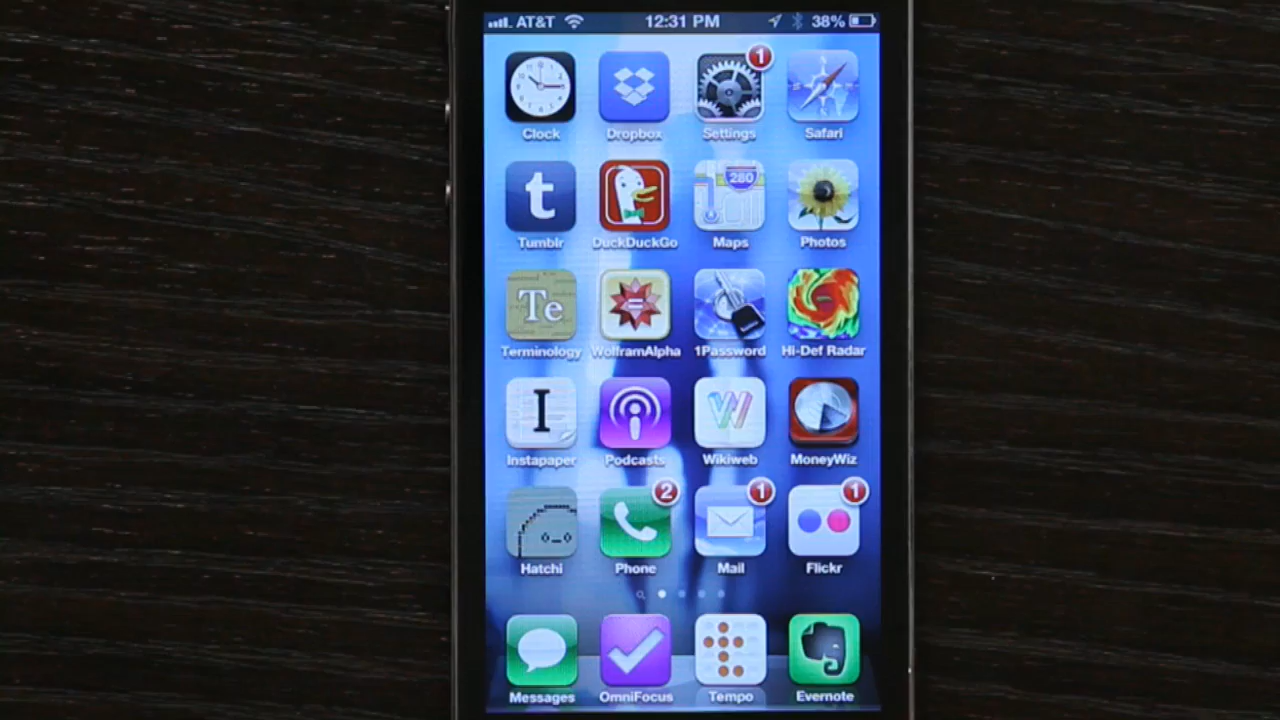 AT&T 12:31 PM 38%
1
Clock Dropbox Settings Safari
t 280
Tumblr DuckDuckGo Maps Photos
Te =
Terminology WolframAlpha 1Password Hi-Def Radar
I W
Instapaper Podcasts Wikiweb MoneyWiz
2 1 1
Hatchi Phone Mail Flickr
Messages OmniFocus Tempo Evernote